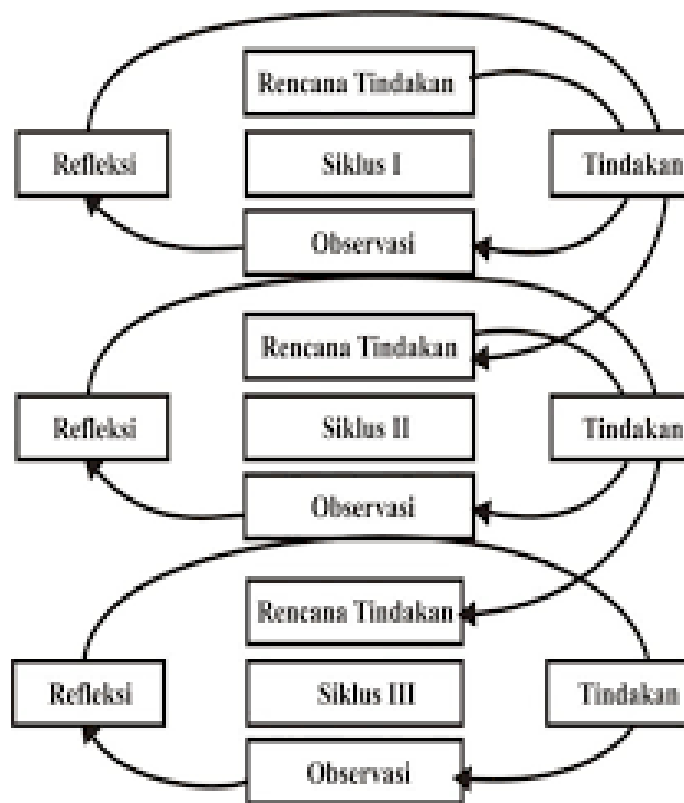 Rencana Tindakan
Refleksi
Siklus I
Tindakan
Observasi
Rencana Tindakan
Refleksi
Siklus II
Tindakan
Observasi
Rencana Tindakan
Refleksi
Siklus III
Tindakan
Observasi